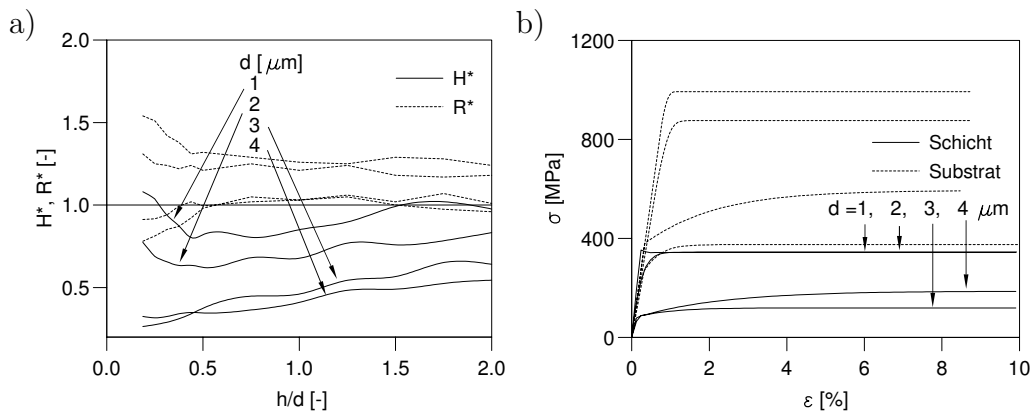 a)
2.0
1.5
1.0
0.5
H*, R* [-]
d [ μm]
1
2
3
4
H*
R*
0.0 0.5 1.0 1.5 2.0
h/d [-]
b)
1200
800
400
0
σ [MPa]
Schicht
Substrat
d =1, 2, 3, 4 μm
0 2 4 6 8 10
ε [%]